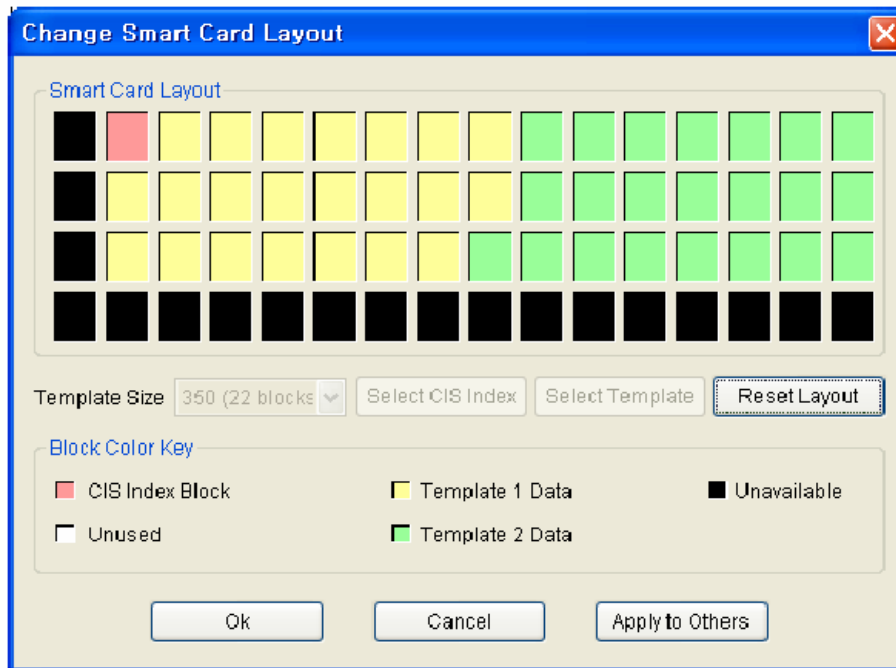 Change Smart Card Layout
Smart Card Layout
Template Size 350 (22 blocks Select CIS Index Select Template Reset Layout
Block Color Key
CIS Index Block Template 1 Data Unavailable
Unused Template 2 Data
Ok Cancel Apply to Others